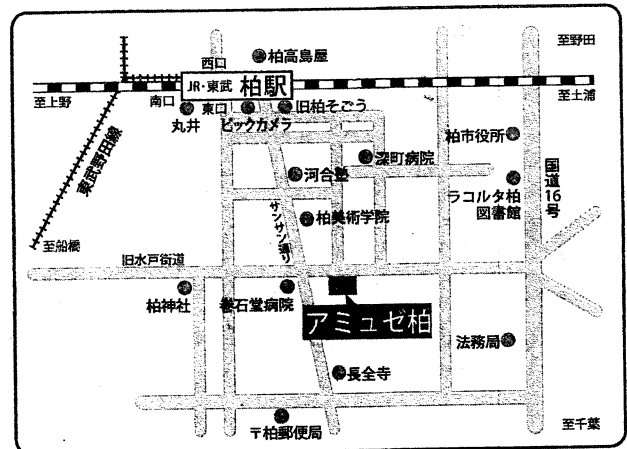 至野田
西口
柏高島屋
JR・東武 柏駅
至上野
南口
東口
旧柏そごう
至土浦
丸井
ビックカメラ
東武野田線
深町病院
柏市役所
河合塾
国道16号
ラコルタ柏
図書館
サンサン通り
柏美術学院
至船橋
旧水戸街道
柏神社
巻石堂病院
アミュゼ柏
法務局
長全寺
〒柏郵便局
至千葉